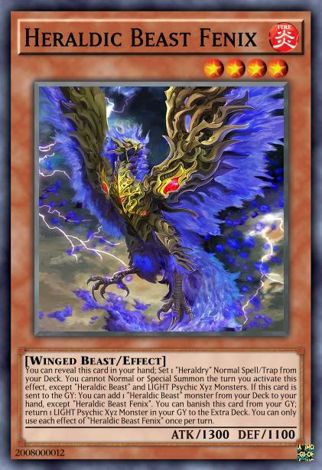 HERALDIC BEAST FENIX
FIRE
炎
[WINGED BEAST/EFFECT]
You can reveal this card in your hand; Set 1 "Heraldry" Normal Spell/Trap from
your Deck. You cannot Normal or Special Summon the turn you activate this
effect, except "Heraldic Beast" and LIGHT Psychic Xyz Monsters. If this card is
sent to the GY: You can add 1 "Heraldic Beast" monster from your Deck to your
hand, except "Heraldic Beast Fenix". You can banish this card from your GY;
return 1 LIGHT Psychic Xyz Monster in your GY to the Extra Deck. You can only
use each effect of "Heraldic Beast Fenix" once per turn.
ATK/1300 DEF/1100
2008000012